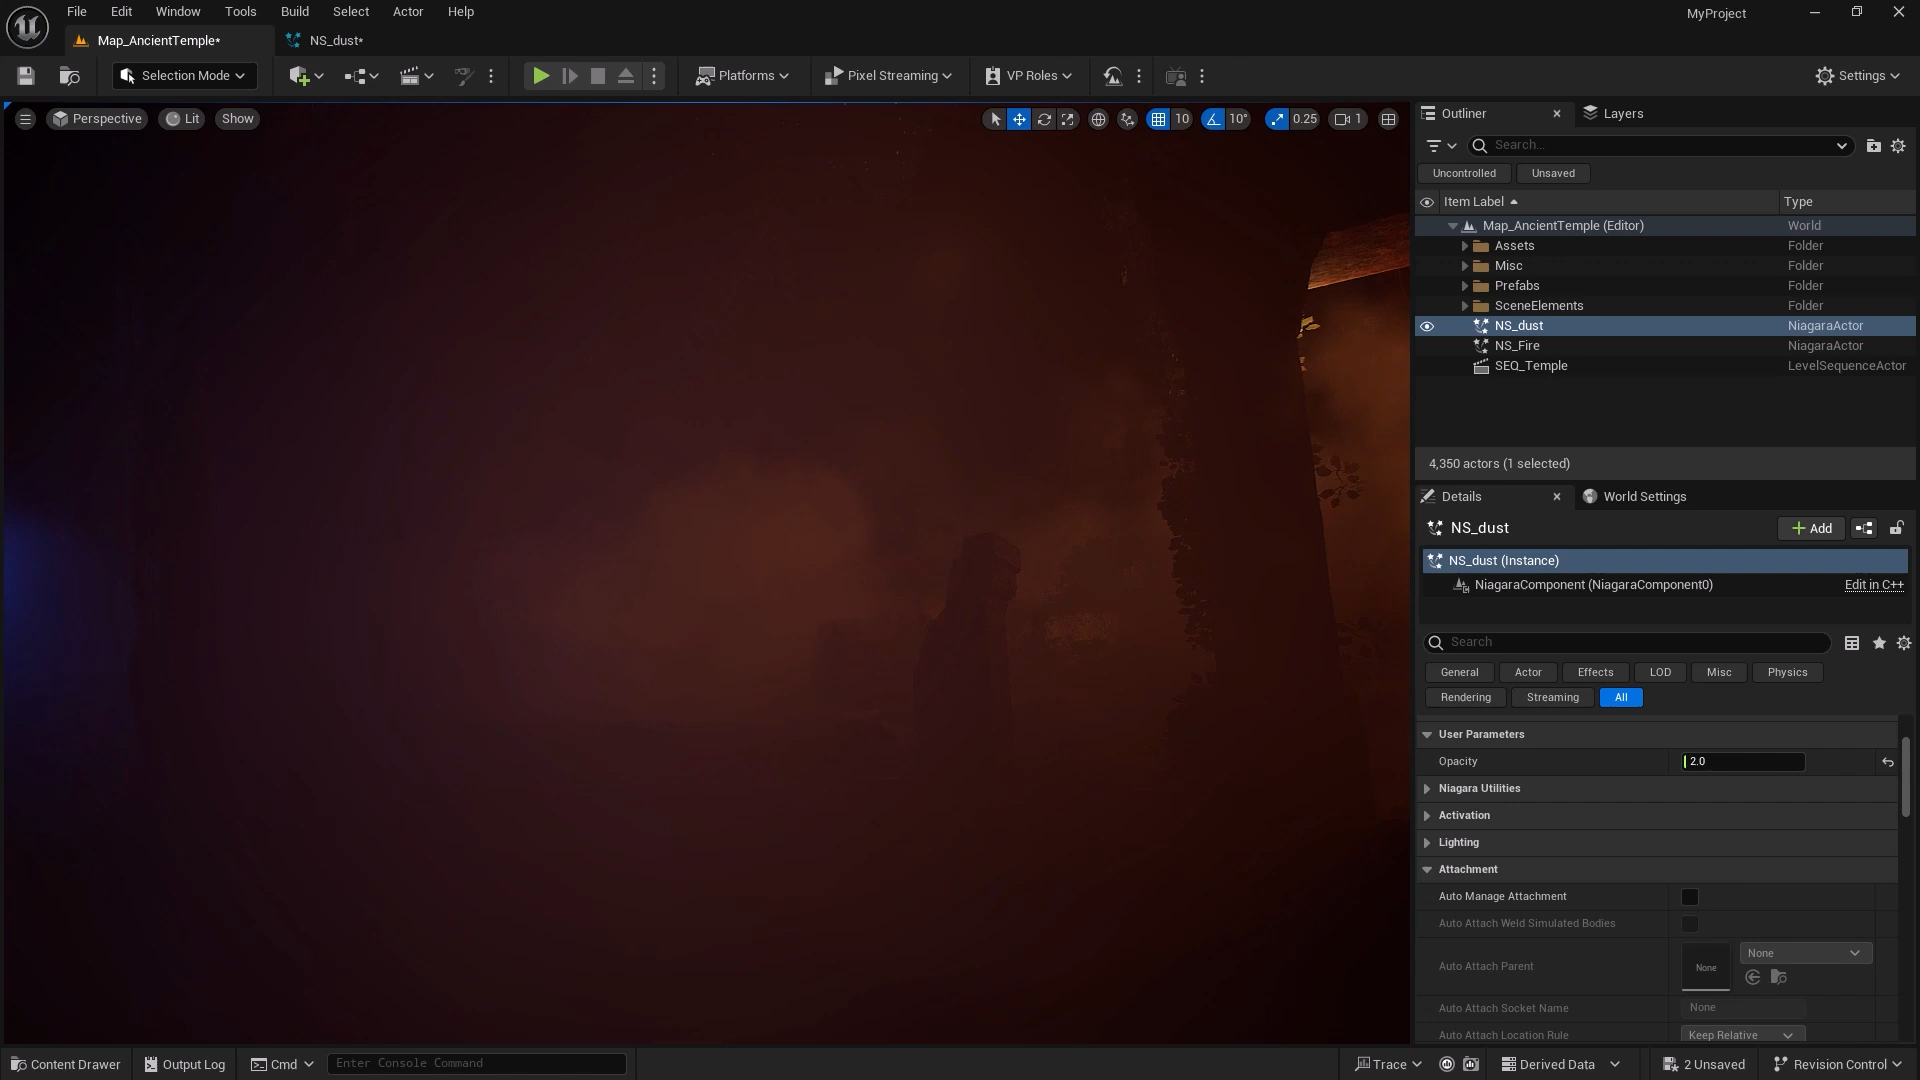 File Edit Window Tools Build Select Actor Help
MyProject
Map_AncientTemple*
NS_dust*
Selection Mode
Platforms
Pixel Streaming
VP Roles
Settings
Perspective
Lit
Show
10
10°
0.25
1
Outliner
Layers
Search...
Uncontrolled
Unsaved
Item Label
Type
Map_AncientTemple (Editor)
World
Assets
Folder
Misc
Folder
Prefabs
Folder
SceneElements
Folder
NS_dust
NiagaraActor
NS_Fire
NiagaraActor
SEQ_Temple
LevelSequenceActor
4,350 actors (1 selected)
Details
World Settings
NS_dust
Add
NS_dust (Instance)
NiagaraComponent (NiagaraComponent0)
Edit in C++
Search
General
Actor
Effects
LOD
Misc
Physics
Rendering
Streaming
All
User Parameters
Opacity
2.0
Niagara Utilities
Activation
Lighting
Attachment
Auto Manage Attachment
Auto Attach Weld Simulated Bodies
Auto Attach Parent
None
None
Auto Attach Socket Name
None
Auto Attach Location Rule
Keep Relative
Content Drawer
Output Log
Cmd
Enter Console Command
Trace
Derived Data
2 Unsaved
Revision Control